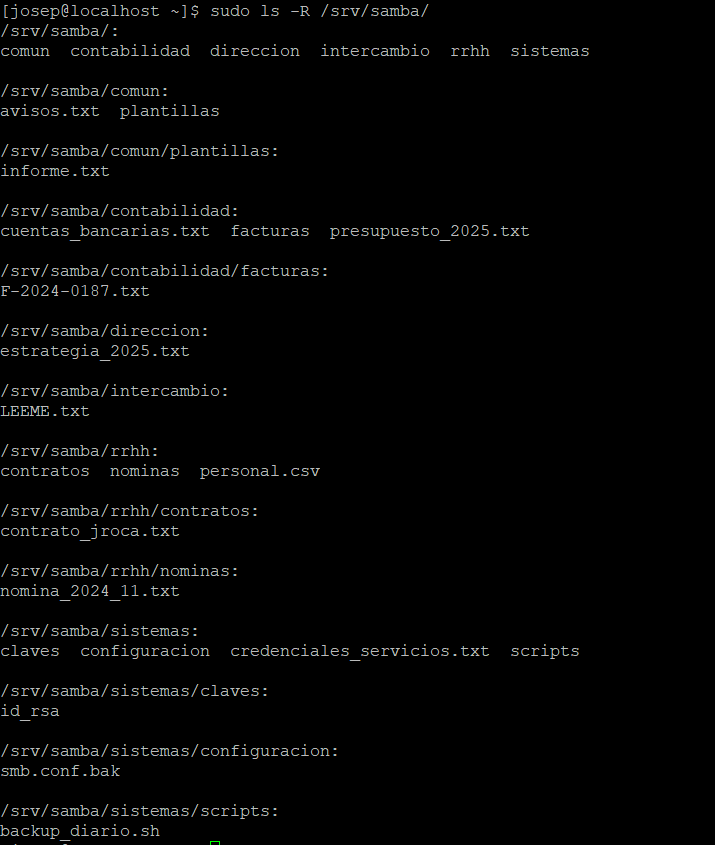 [josep@localhost ~]$ sudo ls -R /srv/samba/
/srv/samba/:
comun  contabilidad  direccion  intercambio  rrhh  sistemas
/srv/samba/comun:
avisos.txt  plantillas
/srv/samba/comun/plantillas:
informe.txt
/srv/samba/contabilidad:
cuentas_bancarias.txt  facturas  presupuesto_2025.txt
/srv/samba/contabilidad/facturas:
F-2024-0187.txt
/srv/samba/direccion:
estrategia_2025.txt
/srv/samba/intercambio:
LEEME.txt
/srv/samba/rrhh:
contratos  nominas  personal.csv
/srv/samba/rrhh/contratos:
contrato_jroca.txt
/srv/samba/rrhh/nominas:
nomina_2024_11.txt
/srv/samba/sistemas:
claves  configuracion  credenciales_servicios.txt  scripts
/srv/samba/sistemas/claves:
id_rsa
/srv/samba/sistemas/configuracion:
smb.conf.bak
/srv/samba/sistemas/scripts:
backup_diario.sh